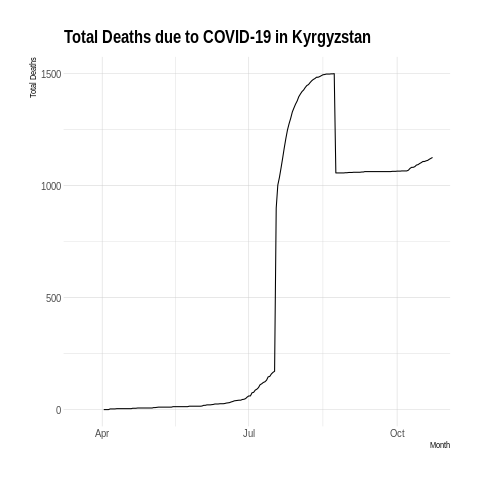 Total Deaths due to COVID-19 in Kyrgyzstan
Total Deaths
1500
1000
500
0
Apr
Jul
Oct
Month